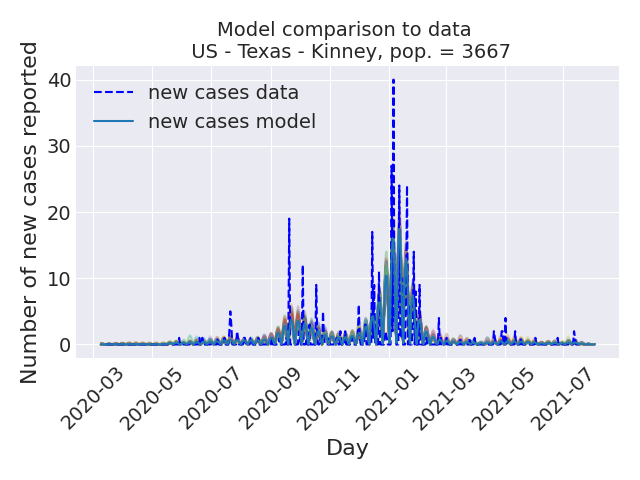 Model comparison to data
US - Texas - Kinney, pop. = 3667
Number of new cases reported
40
30
20
10
0
new cases data
new cases model
2020-03
2020-05
2020-07
2020-09
2020-11
2021-01
2021-03
2021-05
2021-07
Day